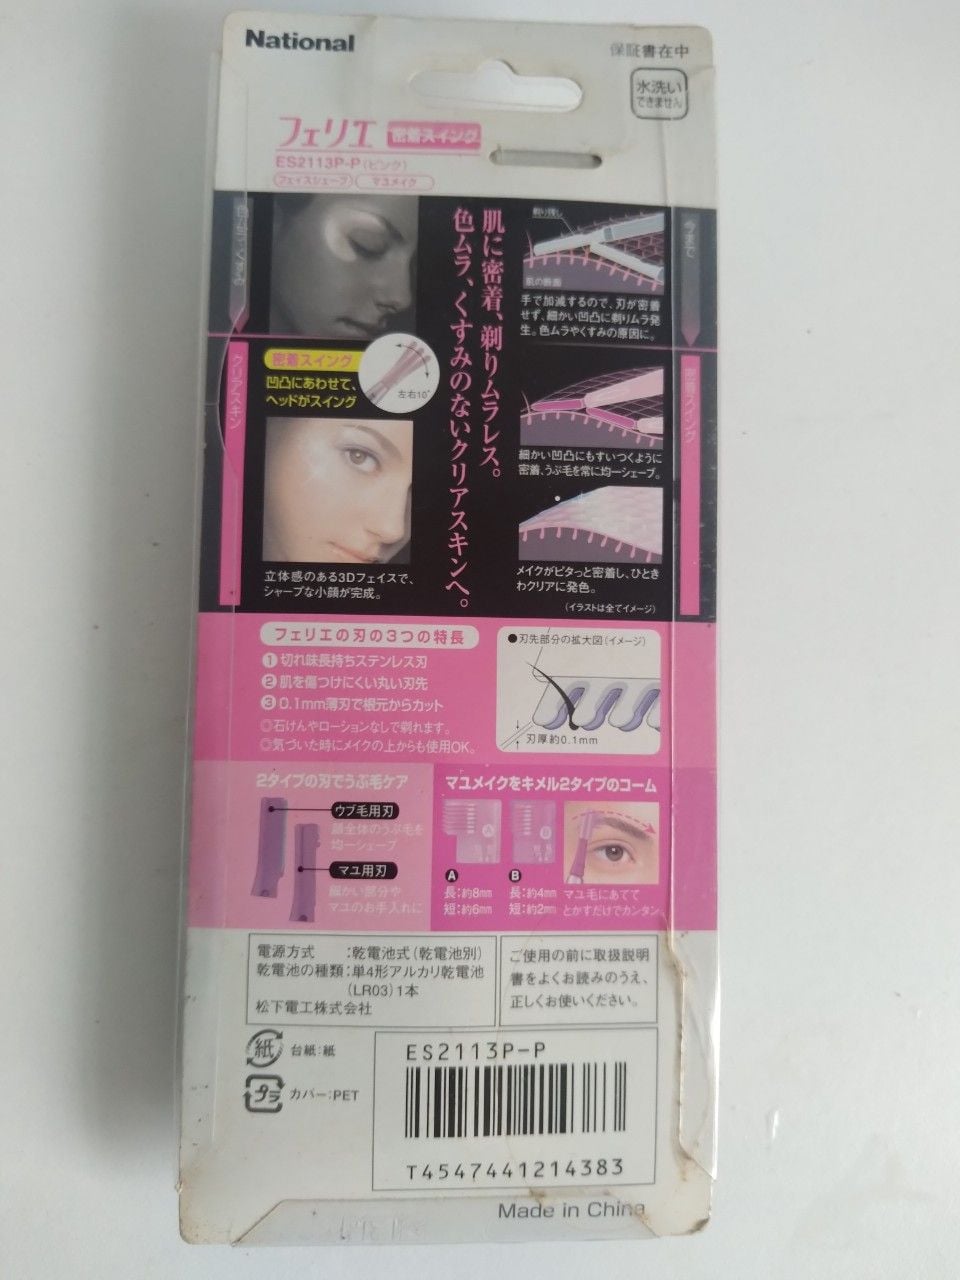 National
保証書在中
水洗い
できません
フェリエ 密着スイング
ES2113P-P(ピンク)
フェイスシェーブ マユメイク
肌に密着、剃りムラレス。
色ムラ、くすみのないクリアスキンへ。
今まで
剃り残し
肌の断面
手で加減するので、刃が密着
せず、細かい凹凸に剃りムラ発
生。色ムラやくすみの原因に。
密着スイング
凹凸にあわせて、
ヘッドがスイング
左右10°
クリアスキン
密着スイング
細かい凹凸にもすいつくように
密着、うぶ毛を常に均一シェーブ。
立体感のある3Dフェイスで、
シャープな小顔が完成。
メイクがピタっと密着し、ひとき
わクリアに発色。
(イラストは全てイメージ)
フェリエの刃の3つの特長
①切れ味長持ちステンレス刃
②肌を傷つけにくい丸い刃先
③0.1mm薄刃で根元からカット
◎石けんやローションなしで剃れます。
◎気づいた時にメイクの上からも使用OK。
●刃先部分の拡大図(イメージ)
刃厚約0.1mm
2タイプの刃でうぶ毛ケア
ウブ毛用刃
顔全体のうぶ毛を
均一シェーブ
マユ用刃
細かい部分や
マユのお手入れに
マユメイクをキメル2タイプのコーム
A
B
A
長:約8mm
短:約6mm
B
長:約4mm
短:約2mm
マユ毛にあてて
とかすだけでカンタン。
電源方式 :乾電池式(乾電池別)
乾電池の種類:単4形アルカリ乾電池
(LR03)1本
松下電工株式会社
ご使用の前に取扱説明
書をよくお読みのうえ、
正しくお使いください。
紙 台紙:紙
プラ カバー:PET
ES2113P-P
T4547441214383
Made in China